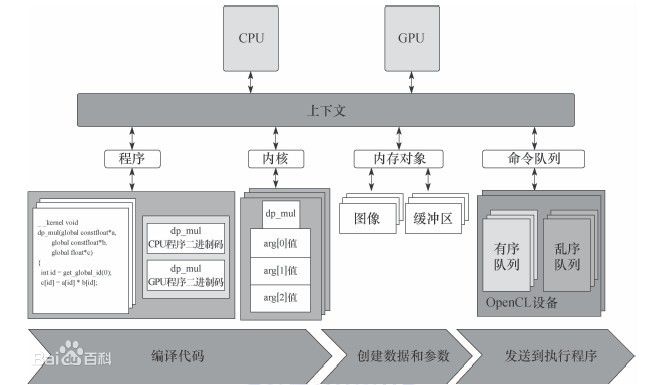 CPU
GPU
上下文
程序
内核
内存对象
命令队列
__kernel void
dp_mul(global constfloat*a,
global constfloat*b,
global float*c)
{
int id = get_global_id(0);
c[id] = a[id] * b[id];
dp_mul
CPU程序二进制码
dp_mul
GPU程序二进制码
dp_mul
arg[0]值
arg[1]值
arg[2]值
图像
缓冲区
有序
队列
乱序
队列
OpenCL设备
编译代码
创建数据和参数
发送到执行程序
Bai百科